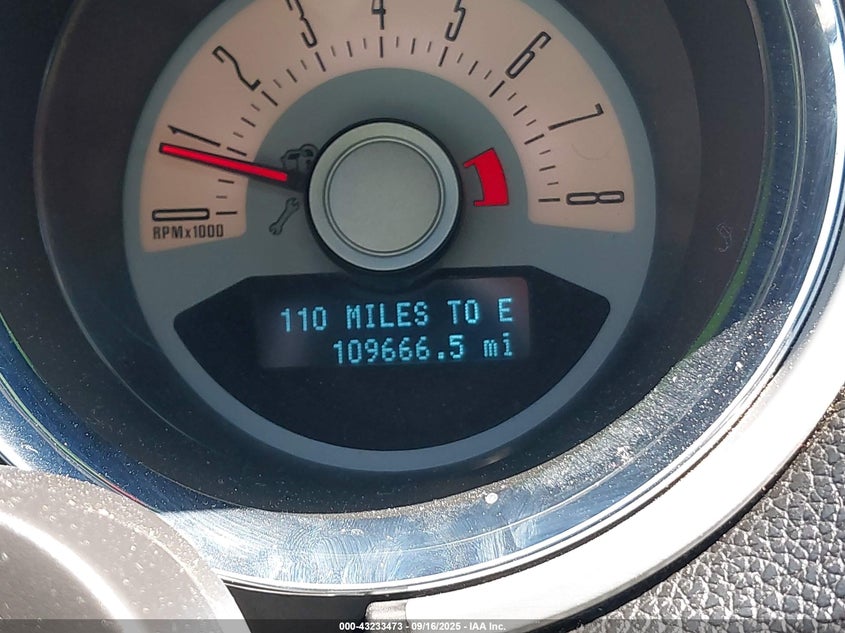 0 1 2 3 4 5 6 7 8
RPMx1000
110 MILES TO E
109666.5 mi
000-43233473 - 09/16/2025 - IAA Inc.